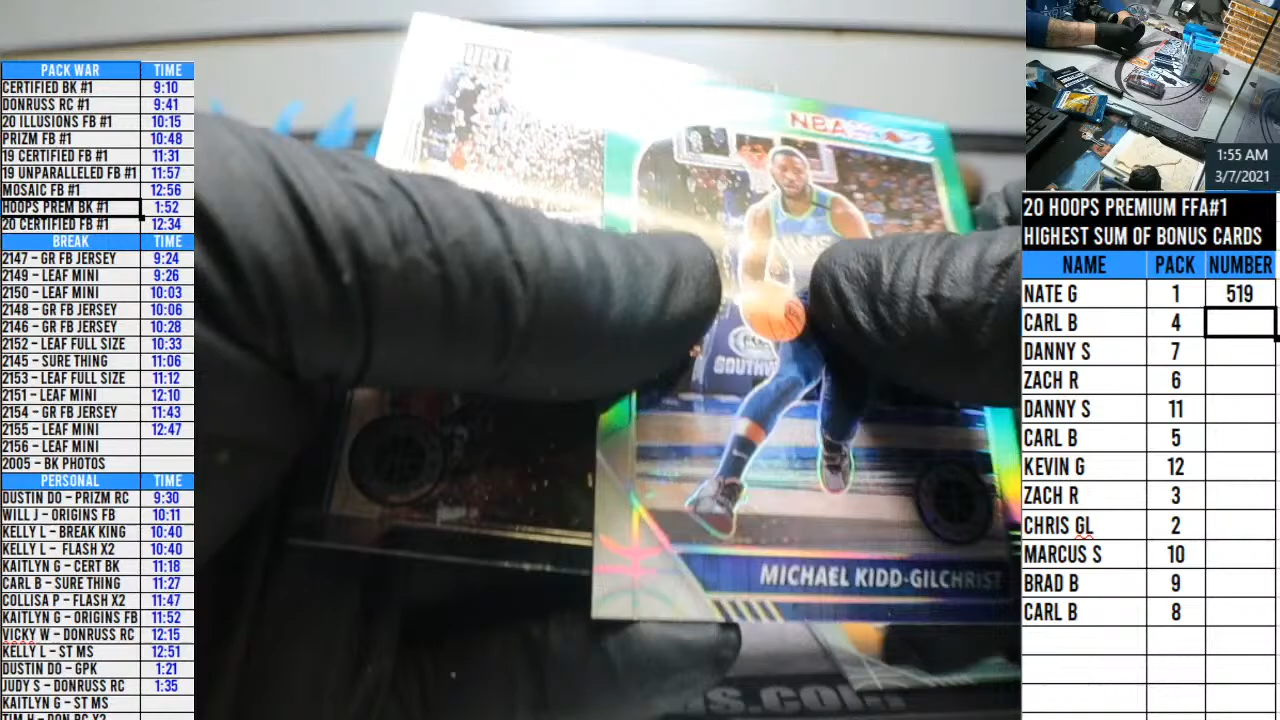 PACK WAR TIME
CERTIFIED BK #1 9:10
DONRUSS RC #1 9:41
20 ILLUSIONS FB #1 10:15
PRIZM FB #1 10:48
19 CERTIFIED FB #1 11:31
19 UNPARALLELED FB #1 11:57
MOSAIC FB #1 12:56
HOOPS PREM BK #1 1:52
20 CERTIFIED FB #1 12:34
BREAK TIME
2147 - GR FB JERSEY 9:24
2149 - LEAF MINI 9:26
2150 - LEAF MINI 10:03
2148 - GR FB JERSEY 10:06
2146 - GR FB JERSEY 10:28
2152 - LEAF FULL SIZE 10:33
2145 - SURE THING 11:06
2153 - LEAF FULL SIZE 11:12
2151 - LEAF MINI 12:10
2154 - GR FB JERSEY 11:43
2155 - LEAF MINI 12:47
2156 - LEAF MINI
2005 - BK PHOTOS
PERSONAL TIME
DUSTIN DO - PRIZM RC 9:30
WILL J - ORIGINS FB 10:11
KELLY L - BREAK KING 10:40
KELLY L - FLASH X2 10:40
KAITLYN G - CERT BK 11:18
CARL B - SURE THING 11:27
COLLISA P - FLASH X2 11:47
KAITLYN G - ORIGINS FB 11:52
VICKY W - DONRUSS RC 12:15
KELLY L - ST MS 12:51
DUSTIN DO - GPK 1:21
JUDY S - DONRUSS RC 1:35
KAITLYN G - ST MS
TIM H - DON RC X2
NBA
MICHAEL KIDD-GILCHRIST
s.com
1:55 AM
3/7/2021
20 HOOPS PREMIUM FFA#1
HIGHEST SUM OF BONUS CARDS
NAME PACK NUMBER
NATE G 1 519
CARL B 4
DANNY S 7
ZACH R 6
DANNY S 11
CARL B 5
KEVIN G 12
ZACH R 3
CHRIS GL 2
MARCUS S 10
BRAD B 9
CARL B 8